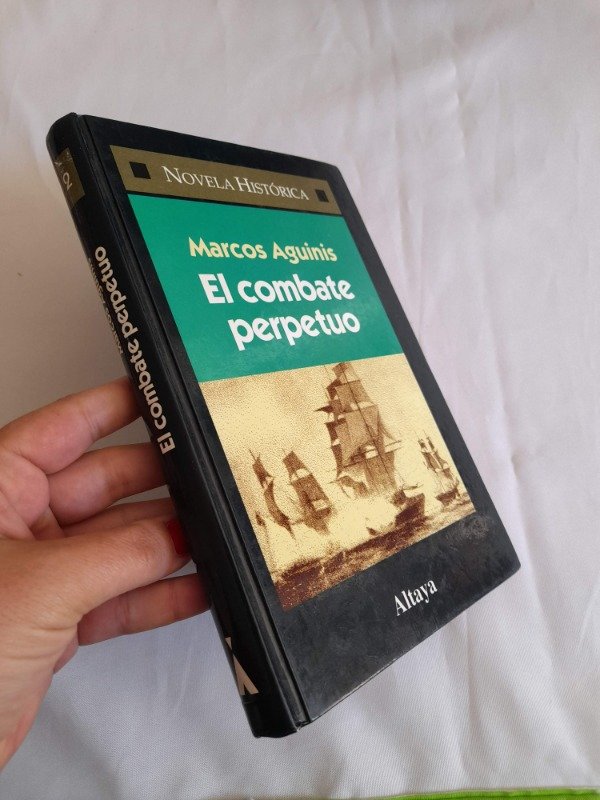 NOVELA HISTÓRICA
Marcos Aguinis
El combate
perpetuo
Altaya
El combate perpetuo